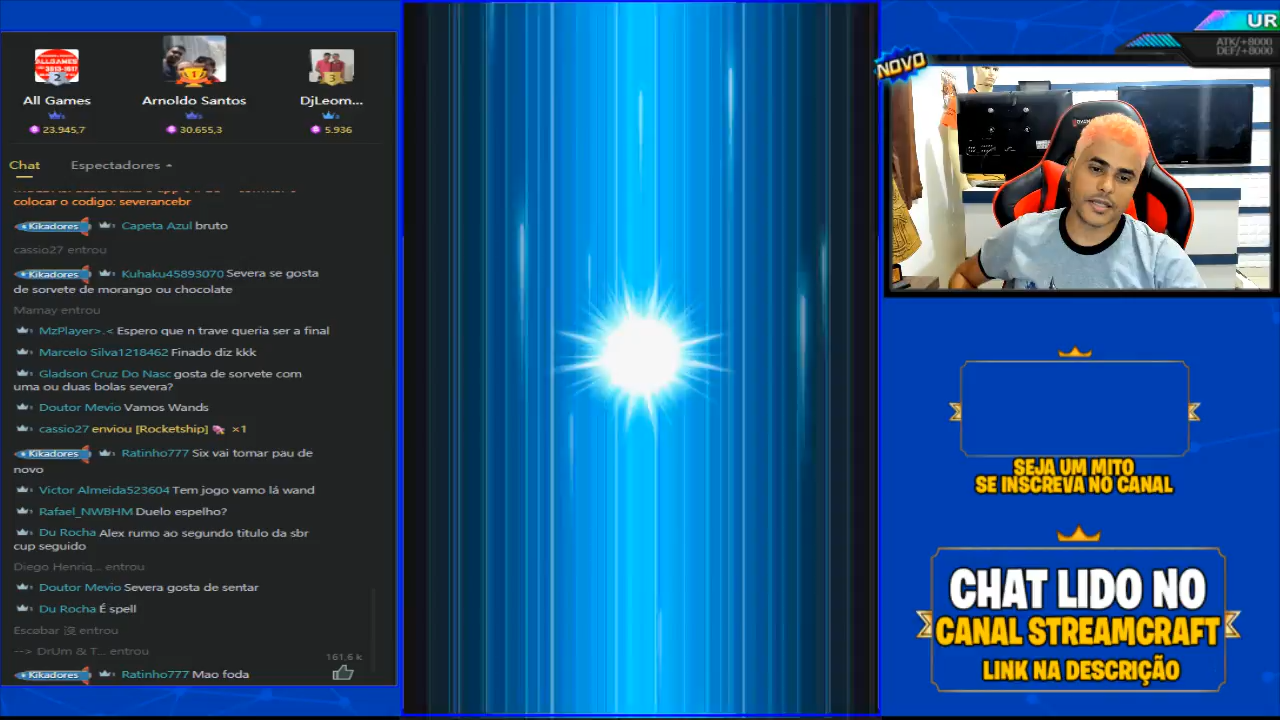 All Games
Arnoldo Santos
DjLeom...
23.945,7
30.655,3
5.936
Chat
Espectadores
colocar o codigo: severancebr
Kikadores Capeta Azul bruto
cassio27 entrou
Kikadores Kuhaku45893070 Severa se gosta
de sorvete de morango ou chocolate
Mamay entrou
MzPlayer>.< Espero que n trave queria ser a final
Marcelo Silva1218462 Finado diz kkk
Gladson Cruz Do Nasc gosta de sorvete com
uma ou duas bolas severa?
Doutor Mevio Vamos Wands
cassio27 enviou [Rocketship] ×1
Kikadores Ratinho777 Six vai tomar pau de
novo
Victor Almeida523604 Tem jogo vamo lá wand
Rafael_NWBHM Duelo espelho?
Du Rocha Alex rumo ao segundo titulo da sbr
cup seguido
Diego Henriq... entrou
Doutor Mevio Severa gosta de sentar
Du Rocha É spell
Escobar entrou
--> DrUm & T... entrou
161,6 k
Kikadores Ratinho777 Mao foda
UR
ATK/+8000
DEF/+8000
NOVO
SEJA UM MITO
SE INSCREVA NO CANAL
CHAT LIDO NO
CANAL STREAMCRAFT
LINK NA DESCRIÇÃO